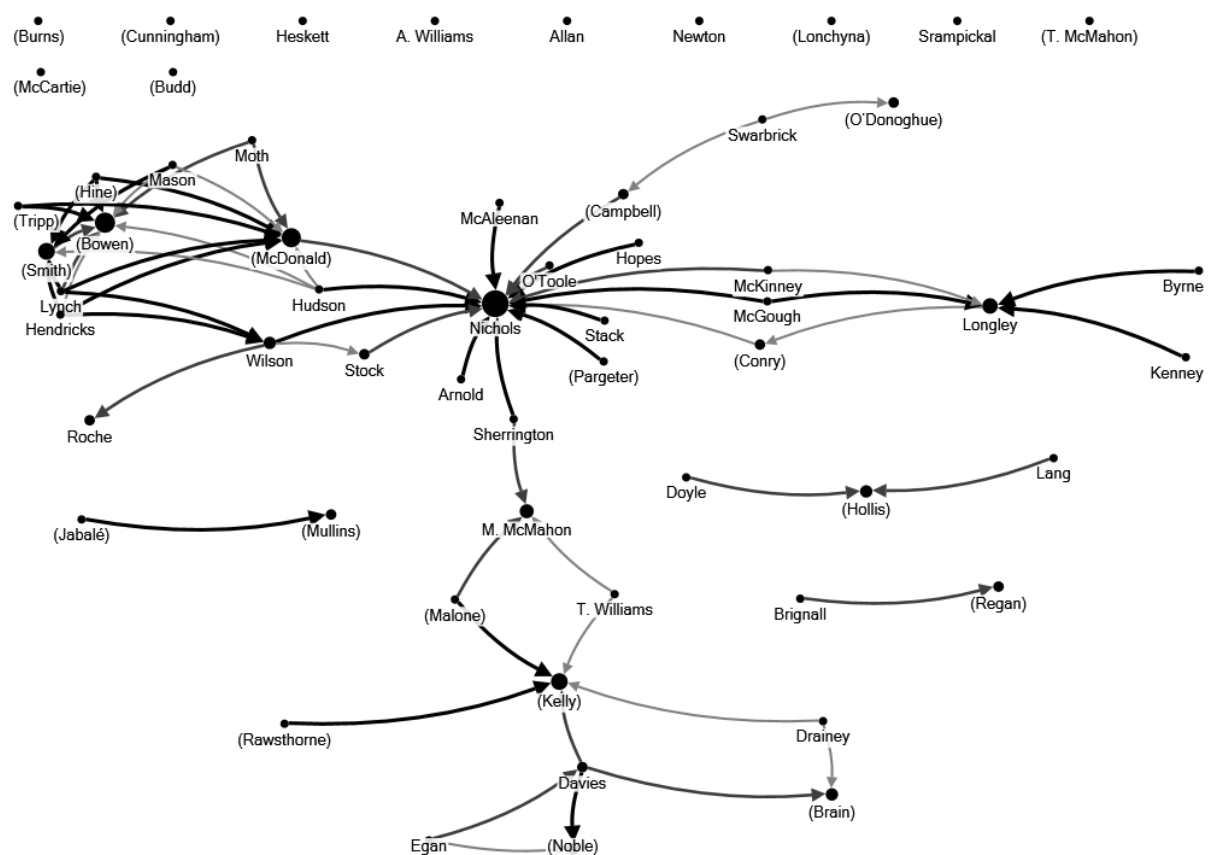 (Burns)
(Cunningham)
Heskett
A. Williams
Allan
Newton
(Lonchyna)
Srampickal
(T. McMahon)
(McCartie)
(Budd)
(O'Donoghue)
Swarbrick
Moth
Mason
(Hine)
(Tripp)
(Campbell)
McAleenan
(Bowen)
(McDonald)
Hopes
(Smith)
O'Toole
McKinney
Byrne
Lynch
Hudson
McGough
Hendricks
Nichols
Stack
Longley
Wilson
Stock
(Conry)
Arnold
(Pargeter)
Kenney
Roche
Sherrington
Lang
Doyle
(Hollis)
(Jabalé)
(Mullins)
M. McMahon
(Malone)
T. Williams
Brignall
(Regan)
(Kelly)
(Rawsthorne)
Drainey
Davies
(Brain)
Egan
(Noble)